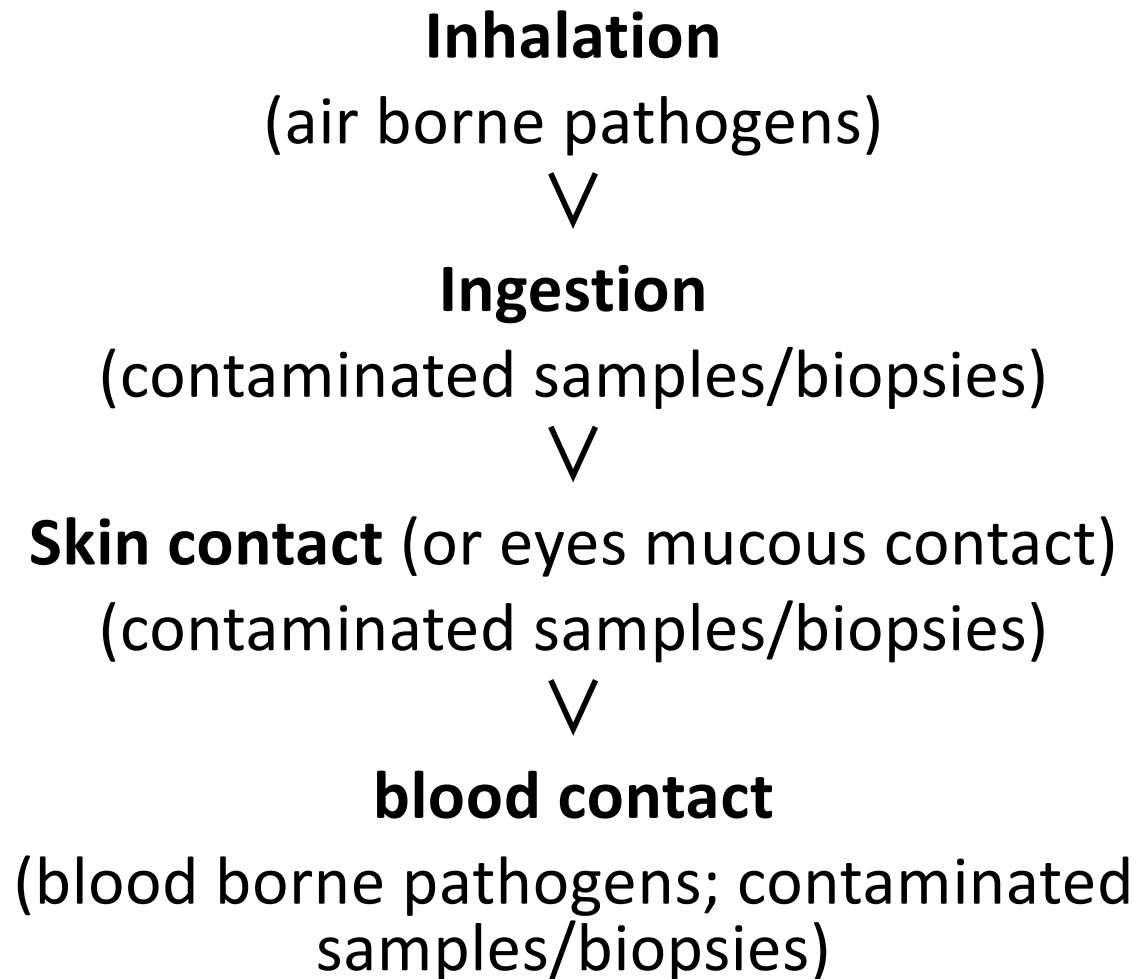 Inhalation
(air borne pathogens)
>
Ingestion
(contaminated samples/biopsies)
>
Skin contact (or eyes mucous contact)
(contaminated samples/biopsies)
>
blood contact
(blood borne pathogens; contaminated
samples/biopsies)